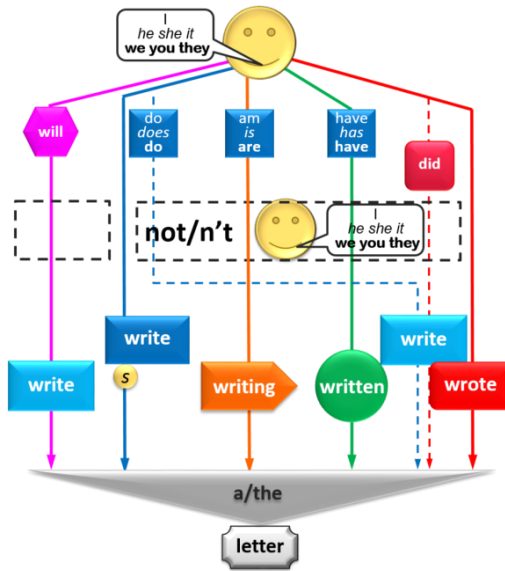 I
he she it
we you they
will
do
does
do
am
is
are
have
has
have
did
not/n't
I
he she it
we you they
write
write
s
write
writing
written
wrote
a/the
letter